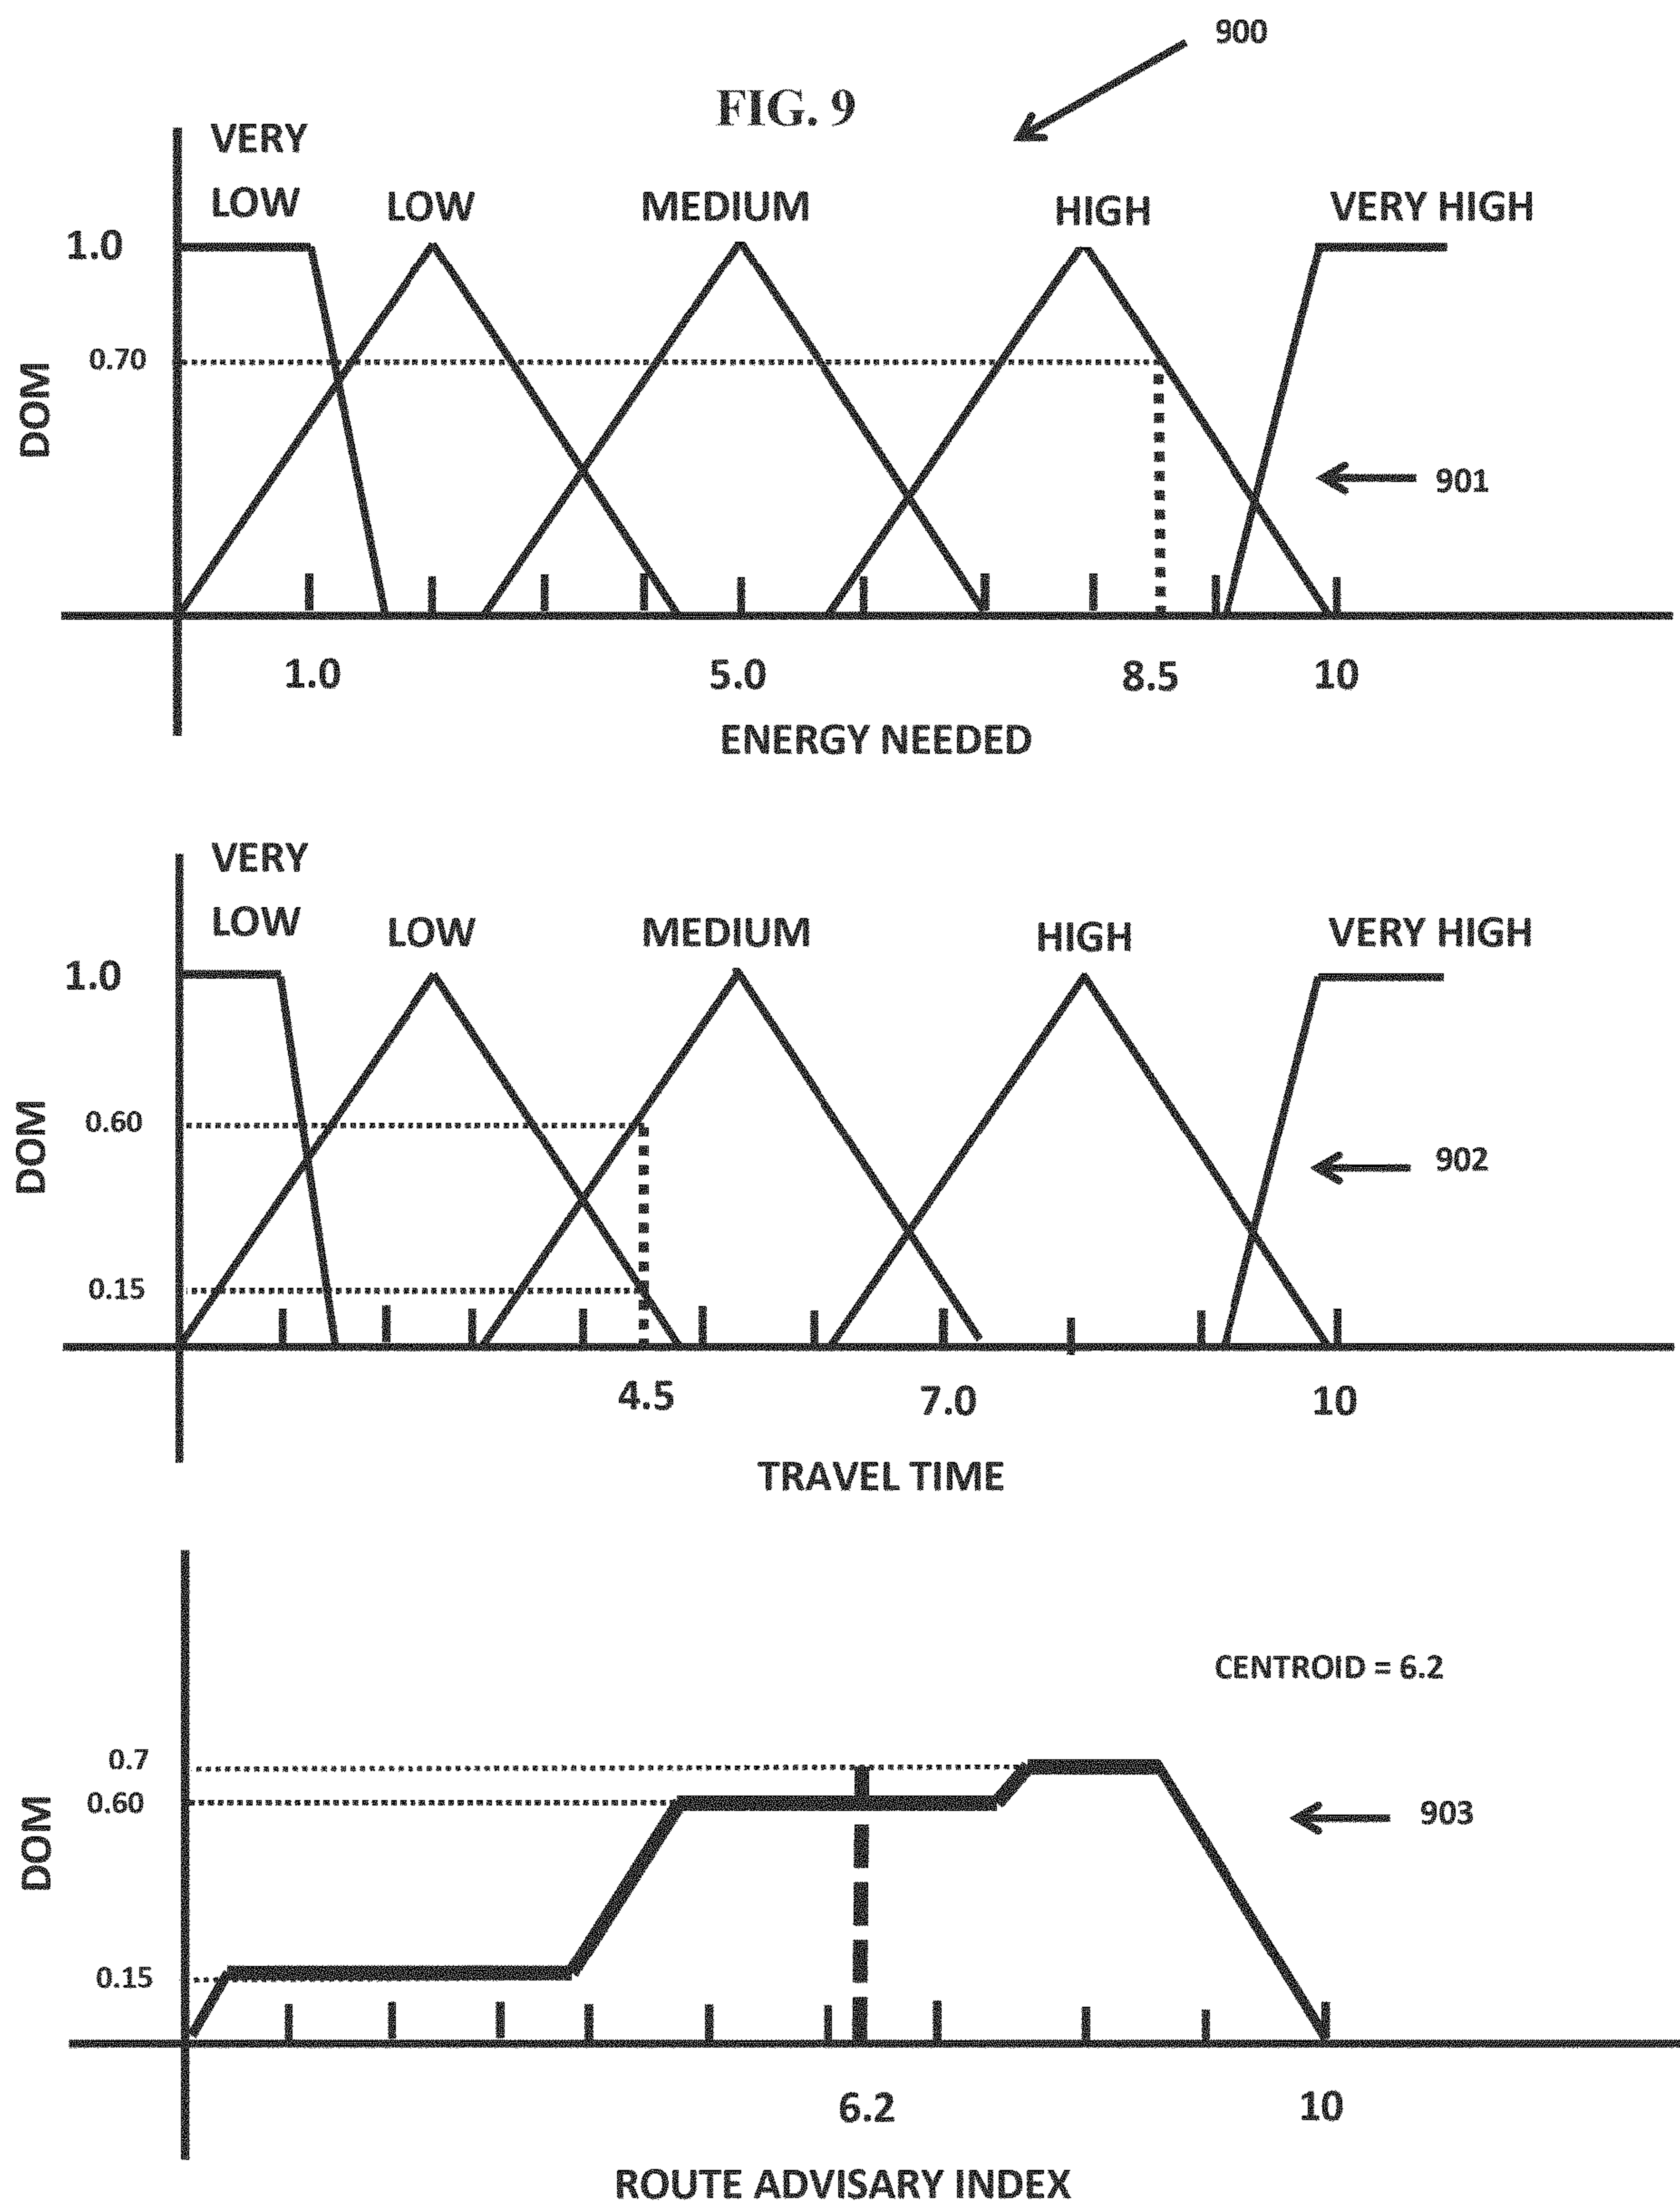 900
FIG. 9
VERY
LOW
LOW
MEDIUM
HIGH
VERY HIGH
1.0
0.70
DOM
901
1.0
5.0
8.5
10
ENERGY NEEDED
VERY
LOW
LOW
MEDIUM
HIGH
VERY HIGH
1.0
0.60
DOM
902
0.15
4.5
7.0
10
TRAVEL TIME
CENTROID = 6.2
0.7
0.60
DOM
903
0.15
6.2
10
ROUTE ADVISARY INDEX